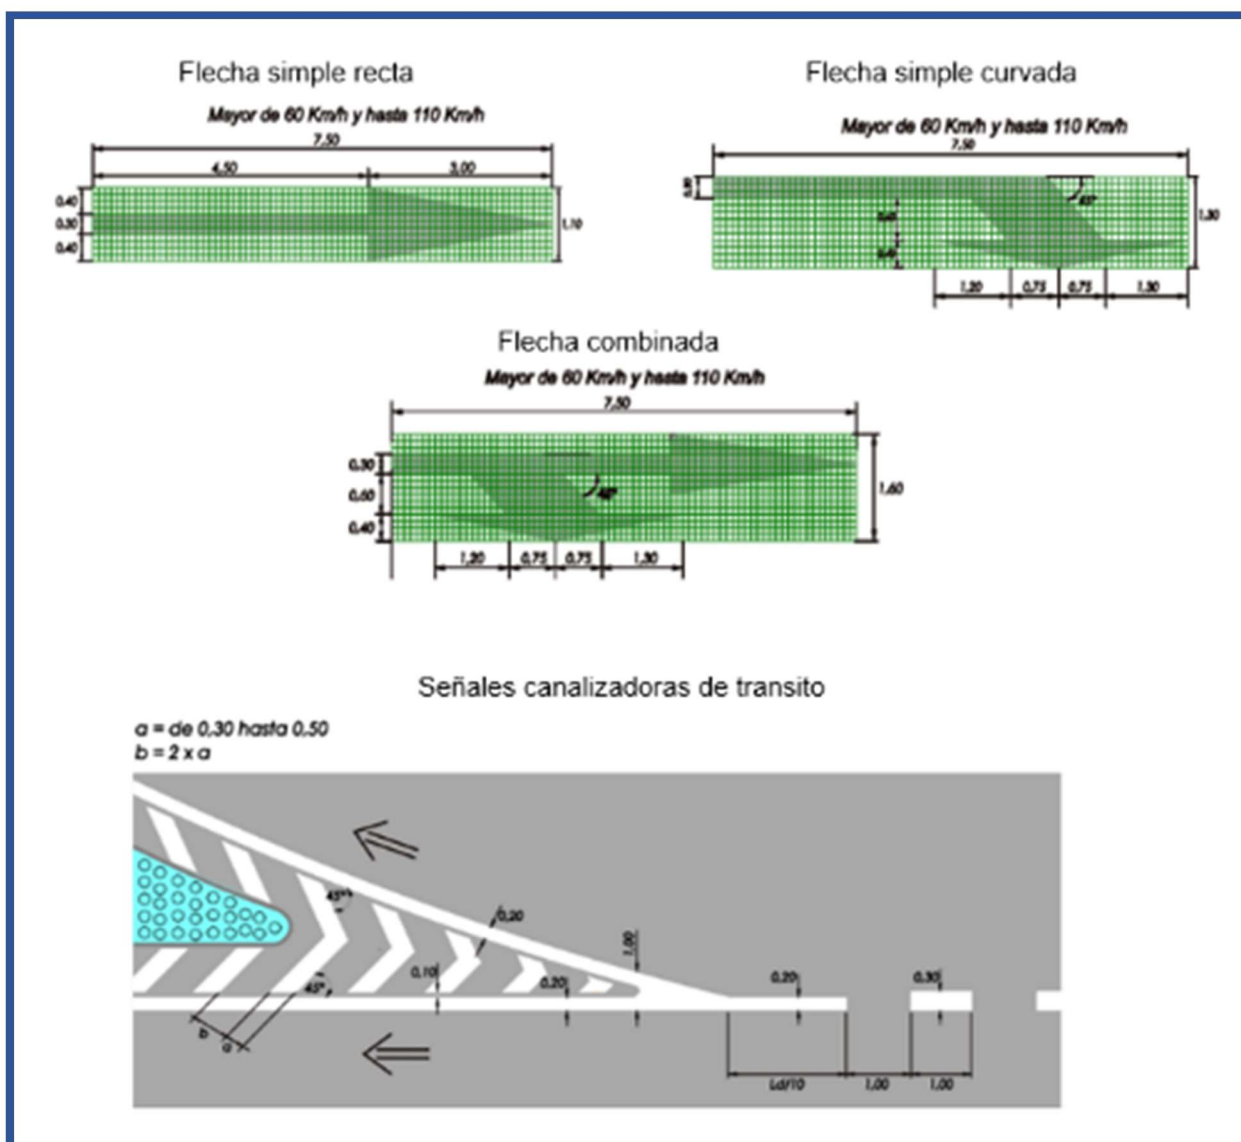 Flecha simple recta
Mayor de 60 Km/h y hasta 110 Km/h
7,50
4,50
3,00
0,40
0,30
0,40
1,10
Flecha simple curvada
Mayor de 60 Km/h y hasta 110 Km/h
7,50
45°
1,30
1,20
0,75
0,75
1,30
Flecha combinada
Mayor de 60 Km/h y hasta 110 Km/h
7,50
0,30
0,60
0,40
1,60
1,20
0,75
0,75
1,30
Señales canalizadoras de transito
a = de 0,30 hasta 0,50
b = 2 x a
45°
0,20
1,00
0,10
0,20
0,20
0,30
45°
b
a
Ld/10
1,00
1,00